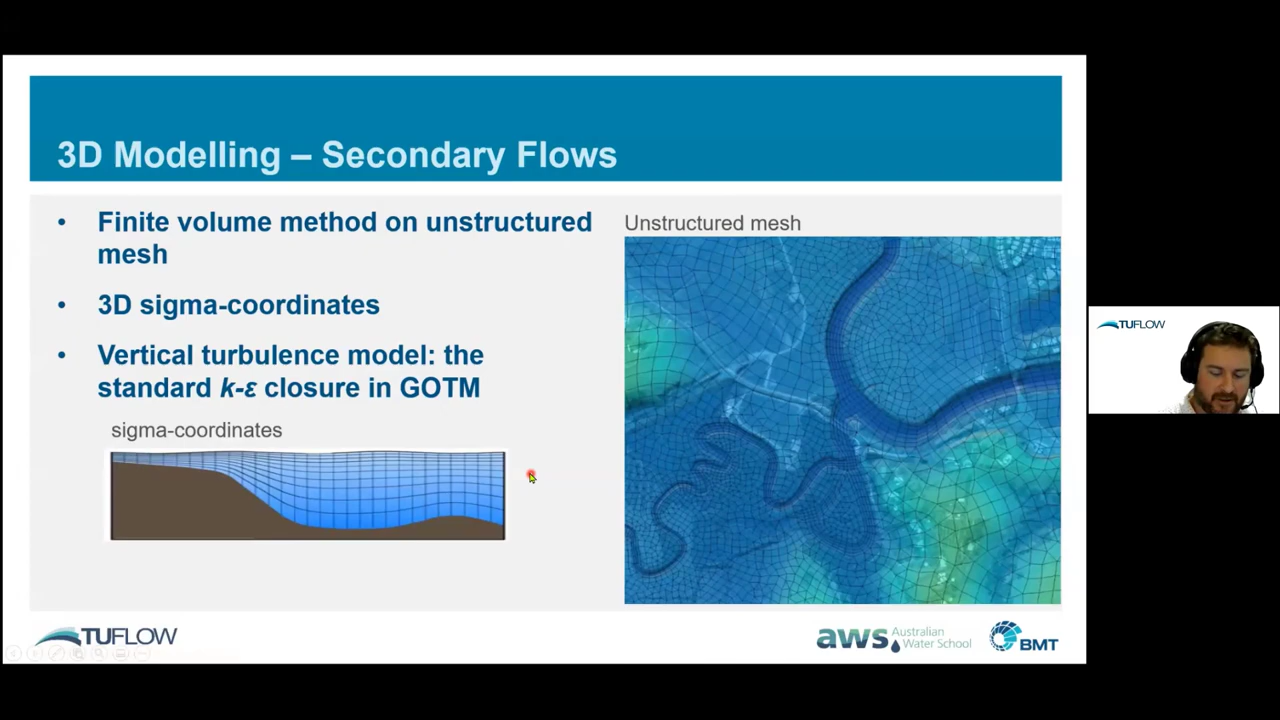 3D Modelling – Secondary Flows
• Finite volume method on unstructured
mesh
• 3D sigma-coordinates
• Vertical turbulence model: the
standard k-ε closure in GOTM
sigma-coordinates
Unstructured mesh
TUFLOW
TUFLOW
aws Australian
Water School
BMT